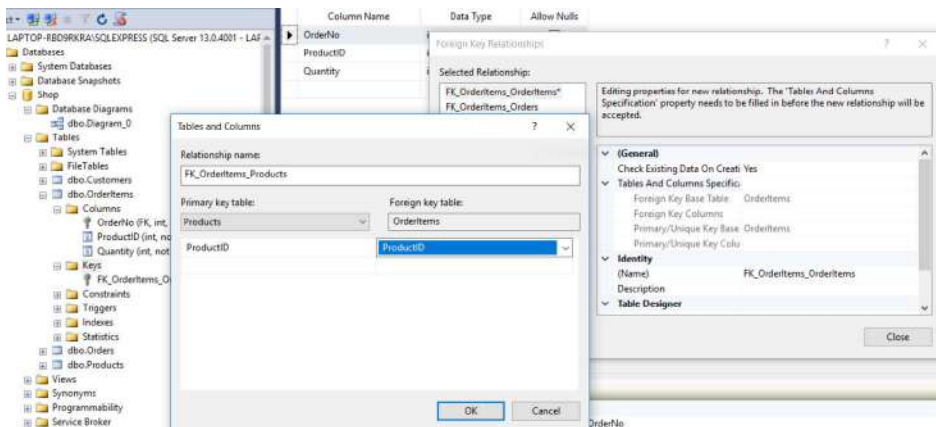 LAPTOP-RBD9RKRA\SQLEXPRESS (SQL Server 13.0.4001 - LAP
Databases
System Databases
Database Snapshots
Shop
Database Diagrams
dbo.Diagram_0
Tables
System Tables
FileTables
dbo.Customers
dbo.OrderItems
Columns
OrderNo (FK, int,
ProductID (int, no
Quantity (int, not
Keys
FK_OrderItems_O
Constraints
Triggers
Indexes
Statistics
dbo.Orders
dbo.Products
Views
Synonyms
Programmability
Service Broker
Column Name Data Type Allow Nulls
OrderNo
ProductID
Quantity
Foreign Key Relationships ? ×
Selected Relationship:
FK_OrderItems_OrderItems*
FK_OrderItems_Orders
Editing properties for new relationship. The 'Tables And Columns
Specification' property needs to be filled in before the new relationship will be
accepted.
(General)
Check Existing Data On Creati Yes
Tables And Columns Specific
Foreign Key Base Table OrderItems
Foreign Key Columns
Primary/Unique Key Base OrderItems
Primary/Unique Key Colu
Identity
(Name) FK_OrderItems_OrderItems
Description
Table Designer
Close
Tables and Columns ? ×
Relationship name:
FK_OrderItems_Products
Primary key table: Foreign key table:
Products OrderItems
ProductID ProductID
OK Cancel
OrderNo